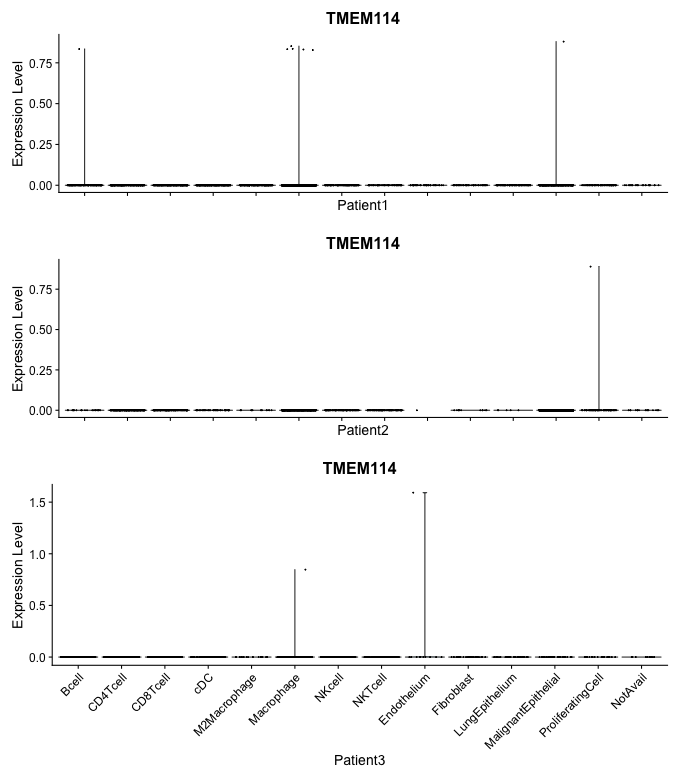 TMEM114
Expression Level
0.75
0.50
0.25
0.00
Patient1
TMEM114
Expression Level
0.75
0.50
0.25
0.00
Patient2
TMEM114
Expression Level
1.5
1.0
0.5
0.0
Bcell
CD4Tcell
CD8Tcell
cDC
M2Macrophage
Macrophage
NKcell
NKTcell
Endothelium
Fibroblast
LungEpithelium
MalignantEpithelial
ProliferatingCell
NotAvail
Patient3